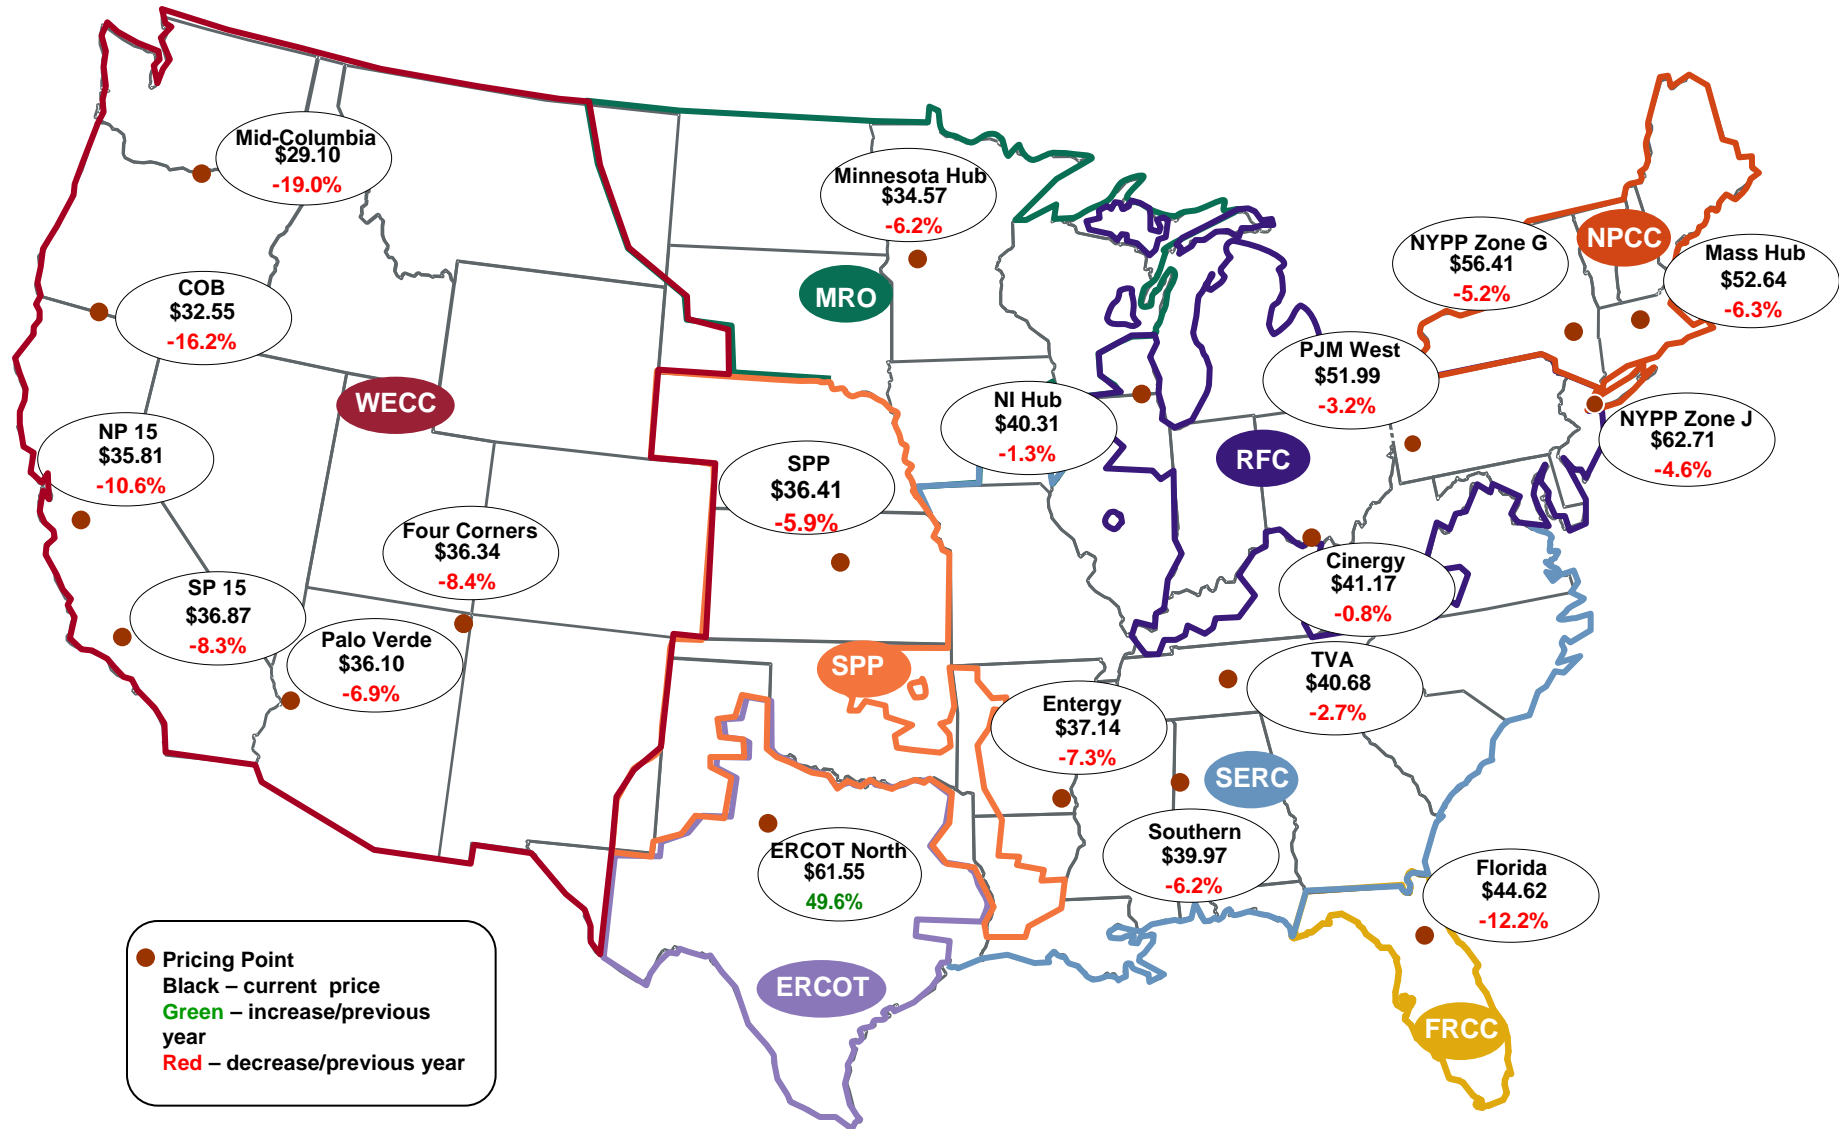 Mid-Columbia
$29.10
-19.0%
Minnesota Hub
$34.57
-6.2%
NYPP Zone G
$56.41
-5.2%
NPCC
Mass Hub
$52.64
-6.3%
COB
$32.55
-16.2%
MRO
PJM West
$51.99
-3.2%
WECC
NI Hub
$40.31
-1.3%
NYPP Zone J
$62.71
-4.6%
NP 15
$35.81
-10.6%
SPP
$36.41
-5.9%
RFC
Four Corners
$36.34
-8.4%
Cinergy
$41.17
-0.8%
SP 15
$36.87
-8.3%
Palo Verde
$36.10
-6.9%
SPP
TVA
$40.68
-2.7%
Entergy
$37.14
-7.3%
SERC
Southern
$39.97
-6.2%
ERCOT North
$61.55
49.6%
Florida
$44.62
-12.2%
ERCOT
FRCC
Pricing Point
Black – current price
Green – increase/previous
year
Red – decrease/previous year